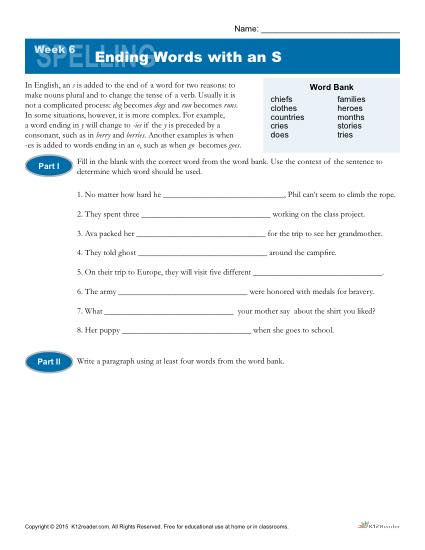 Name:
Week 6
SPELLING
Ending Words with an S
In English, an s is added to the end of a word for two reasons: to
make nouns plural and to change the tense of a verb. Usually it is
not a complicated process: dog becomes dogs and run becomes runs.
In some situations, however, it is more complex. For example,
a word ending in y will change to -ies if the y is preceded by a
consonant, such as in berry and berries. Another examples is when
-es is added to words ending in an o, such as when go becomes goes.
Word Bank
chiefs families
clothes heroes
countries months
cries stories
does tries
Part I
Fill in the blank with the correct word from the word bank. Use the context of the sentence to
determine which word should be used.
1. No matter how hard he ______________________________, Phil can't seem to climb the rope.
2. They spent three ______________________________ working on the class project.
3. Ava packed her ______________________________ for the trip to see her grandmother.
4. They told ghost ______________________________ around the campfire.
5. On their trip to Europe, they will visit five different ______________________________.
6. The army ______________________________ were honored with medals for bravery.
7. What ______________________________ your mother say about the shirt you liked?
8. Her puppy ______________________________ when she goes to school.
Part II
Write a paragraph using at least four words from the word bank.
Copyright © 2015 K12reader.com. All Rights Reserved. Free for educational use at home or in classrooms.
K12Reader